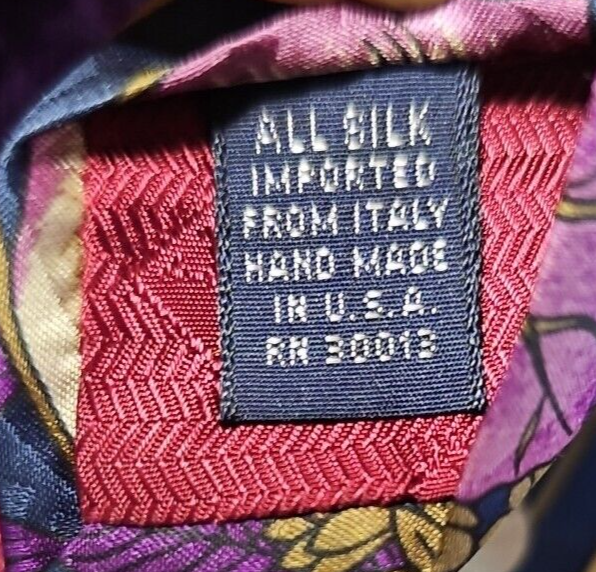 ALL SILK
IMPORTED
FROM ITALY
HAND MADE
IN U.S.A.
RN 30013